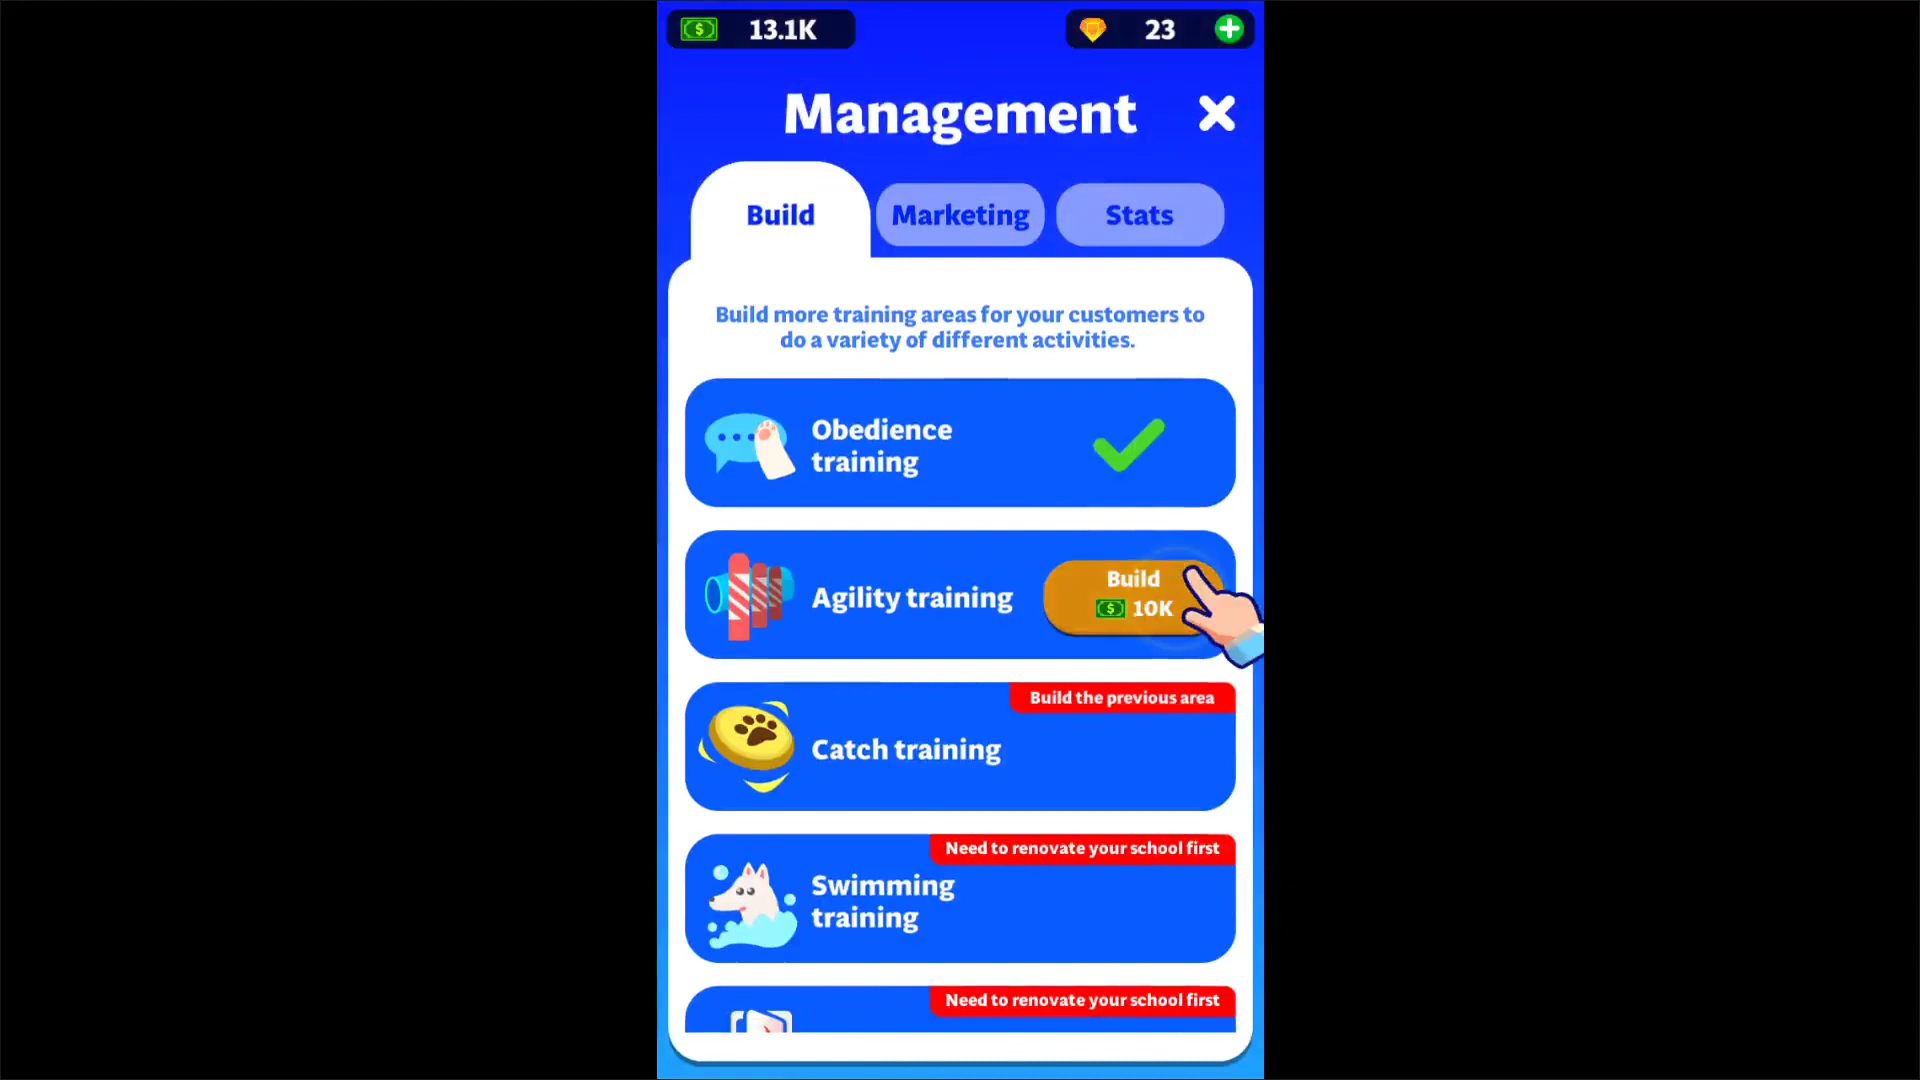 13.1K
23
Management
Build
Marketing
Stats
Build more training areas for your customers to
do a variety of different activities.
Obedience
training
Agility training
Build
10K
Build the previous area
Catch training
Need to renovate your school first
Swimming
training
Need to renovate your school first